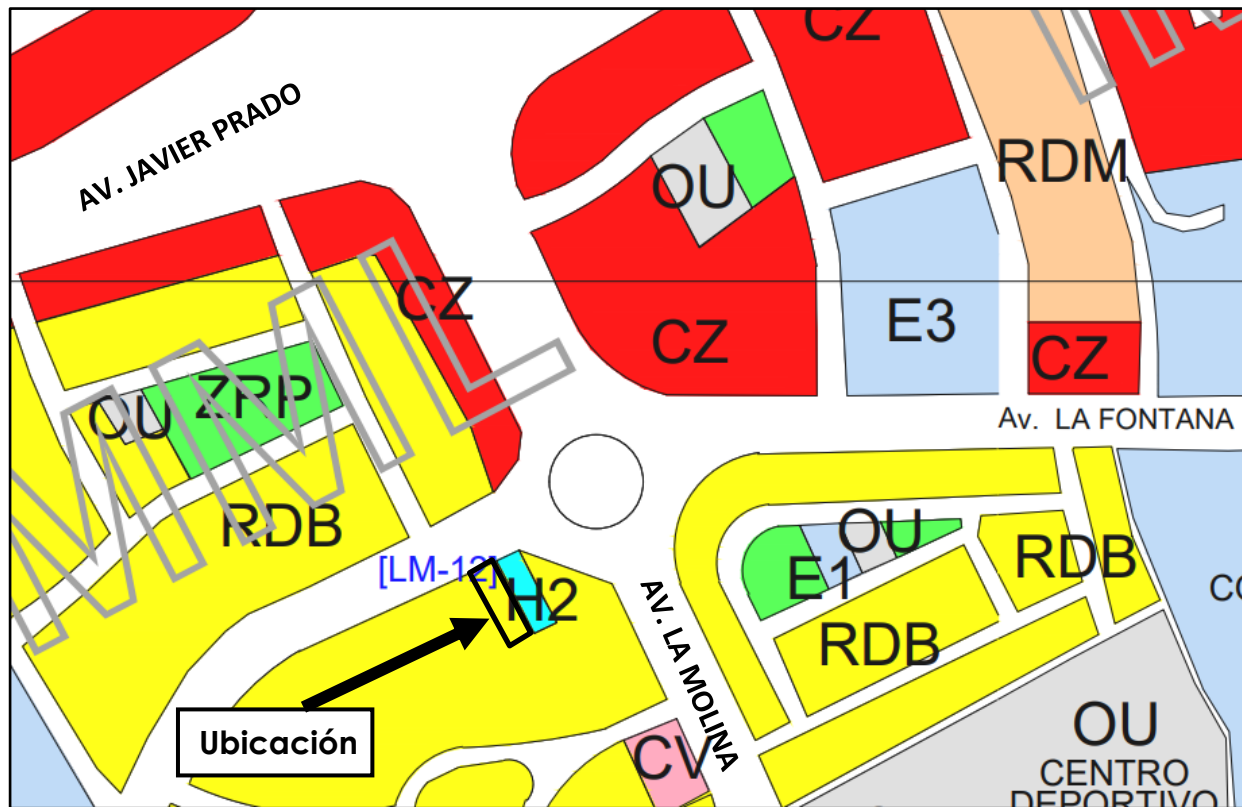 CZ
AV. JAVIER PRADO
OU
RDM
CZ
CZ
E3
CZ
ZRP
OU
Av. LA FONTANA
RDB
OU
[LM-12]
H2
E1
RDB
AV. LA MOLINA
RDB
Ubicación
CV
OU
CENTRO
DEPORTIVO